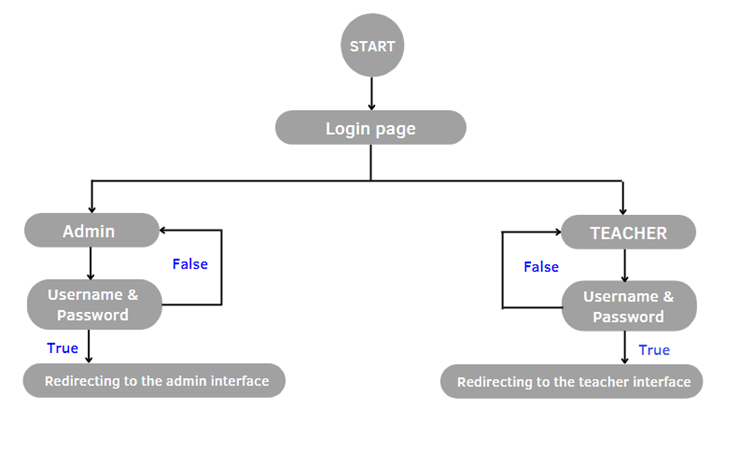 START
Login page
Admin
TEACHER
False
False
Username &
Password
Username &
Password
True
True
Redirecting to the admin interface
Redirecting to the teacher interface